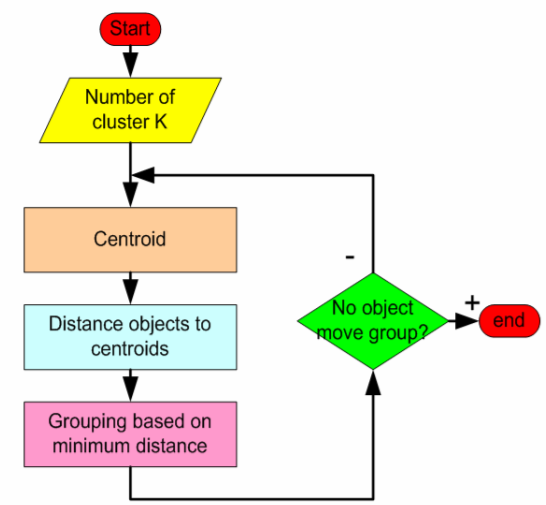 Start
Number of
cluster K
Centroid
Distance objects to
centroids
Grouping based on
minimum distance
-
No object
move group?
+
end